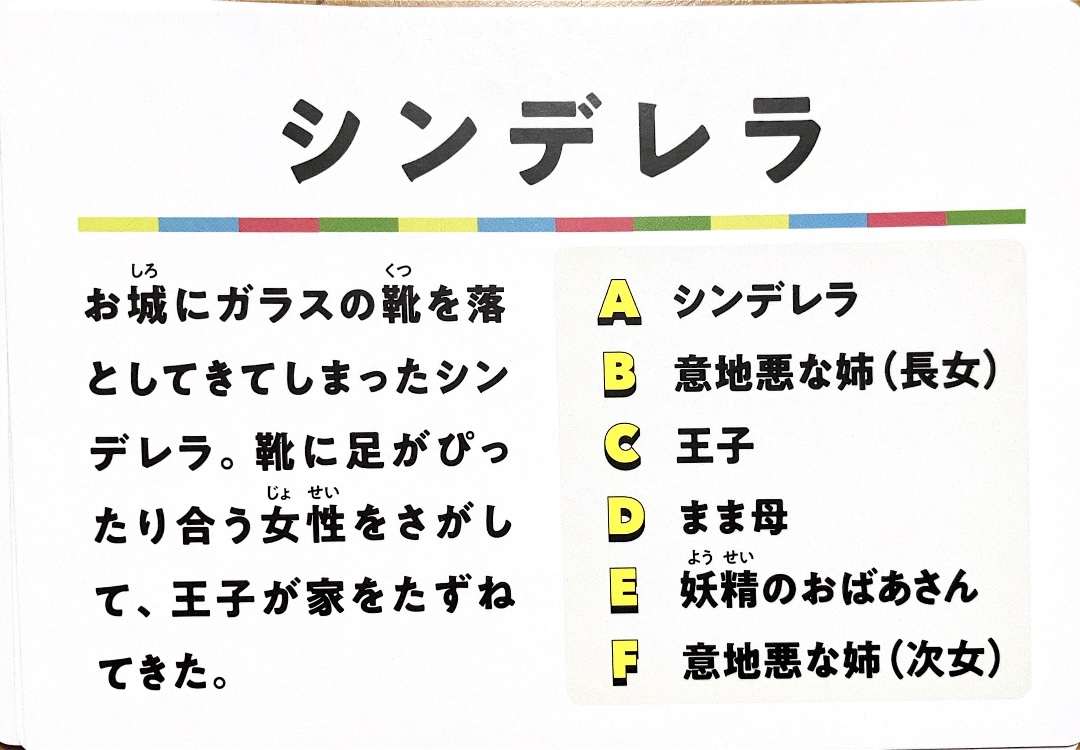 シンデレラ
しろ くつ
お城にガラスの靴を落
としてきてしまったシン
デレラ。靴に足がぴっ
じょ せい
たり合う女性をさがし
て、王子が家をたずね
てきた。
A シンデレラ
B 意地悪な姉（長女）
C 王子
D まま母
よう せい
E 妖精のおばあさん
F 意地悪な姉（次女）